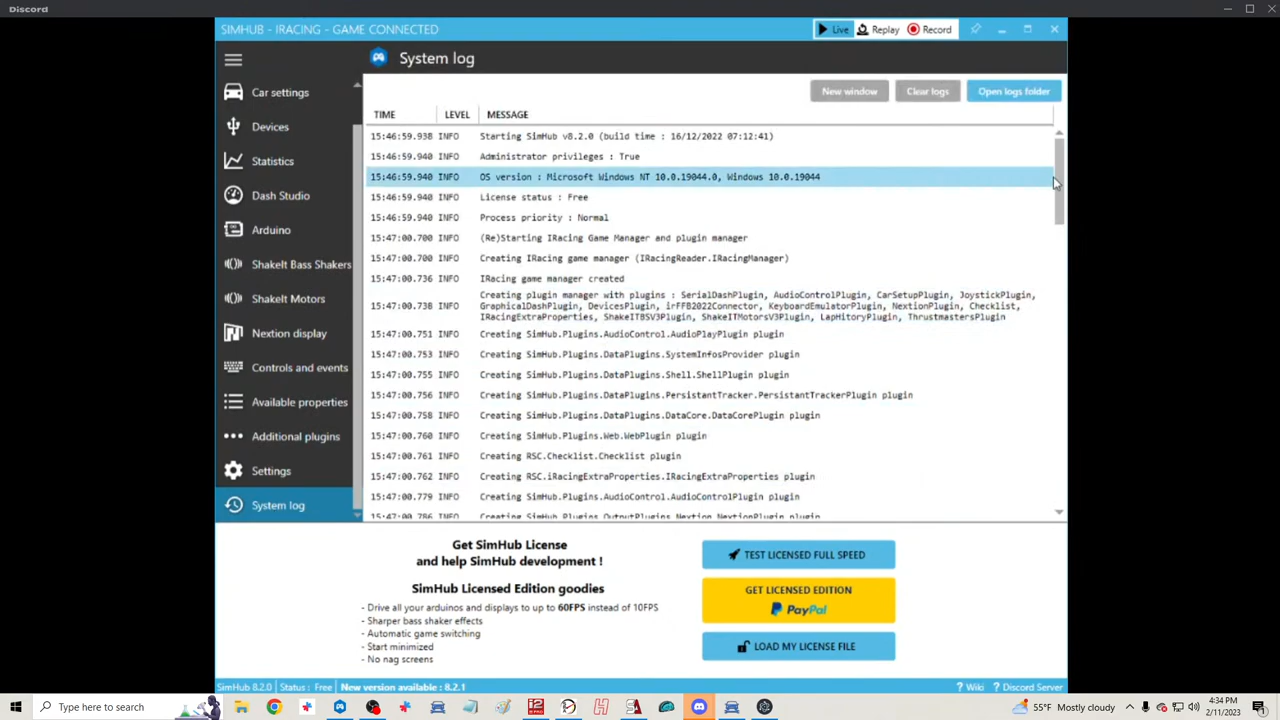 Discord
SIMHUB - IRACING - GAME CONNECTED
Live
Replay
Record
System log
Car settings
Devices
Statistics
Dash Studio
Arduino
ShakeIt Bass Shakers
ShakeIt Motors
Nextion display
Controls and events
Available properties
Additional plugins
Settings
System log
New window
Clear logs
Open logs folder
TIME LEVEL MESSAGE
15:46:59.938 INFO Starting SimHub v8.2.0 (build time : 16/12/2022 07:12:41)
15:46:59.940 INFO Administrator privileges : True
15:46:59.940 INFO OS version : Microsoft Windows NT 10.0.19044.0, Windows 10.0.19044
15:46:59.940 INFO License status : Free
15:46:59.940 INFO Process priority : Normal
15:47:00.700 INFO (Re)Starting IRacing Game Manager and plugin manager
15:47:00.700 INFO Creating IRacing game manager (IRacingReader.IRacingManager)
15:47:00.736 INFO IRacing game manager created
15:47:00.738 INFO Creating plugin manager with plugins : SerialDashPlugin, AudioControlPlugin, CarSetupPlugin, JoystickPlugin,
GraphicalDashPlugin, DevicesPlugin, irFFB2022Connector, KeyboardEmulatorPlugin, NextionPlugin, Checklist,
IRacingExtraProperties, ShakeITBSV3Plugin, ShakeITMotorsV3Plugin, LapHitoryPlugin, ThrustmastersPlugin
15:47:00.751 INFO Creating SimHub.Plugins.AudioControl.AudioPlayPlugin plugin
15:47:00.753 INFO Creating SimHub.Plugins.DataPlugins.SystemInfosProvider plugin
15:47:00.755 INFO Creating SimHub.Plugins.DataPlugins.Shell.ShellPlugin plugin
15:47:00.756 INFO Creating SimHub.Plugins.DataPlugins.PersistantTracker.PersistantTrackerPlugin plugin
15:47:00.758 INFO Creating SimHub.Plugins.DataPlugins.DataCore.DataCorePlugin plugin
15:47:00.760 INFO Creating SimHub.Plugins.Web.WebPlugin plugin
15:47:00.761 INFO Creating RSC.Checklist.Checklist plugin
15:47:00.762 INFO Creating RSC.iRacingExtraProperties.IRacingExtraProperties plugin
15:47:00.779 INFO Creating SimHub.Plugins.AudioControl.AudioControlPlugin plugin
15:47:00.786 INFO Creating SimHub.Plugins.OutputPlugins.Nextion.NextionPlugin plugin
Get SimHub License
and help SimHub development !
SimHub Licensed Edition goodies
- Drive all your arduinos and displays to up to 60FPS instead of 10FPS
- Sharper bass shaker effects
- Automatic game switching
- Start minimized
- No nag screens
TEST LICENSED FULL SPEED
GET LICENSED EDITION
PayPal
LOAD MY LICENSE FILE
SimHub 8.2.0 Status : Free New version available : 8.2.1
Wiki
Discord Server
Type here to search
12
55°F Mostly cloudy
4:34 PM
2/11/2023